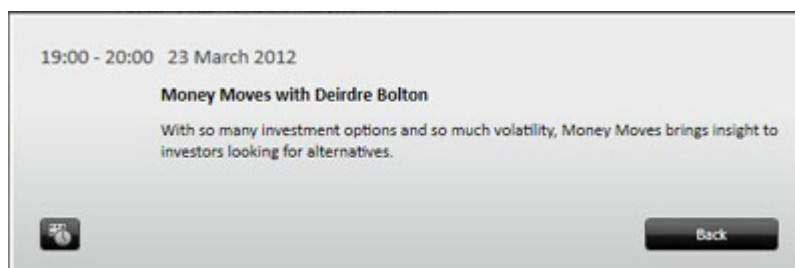 19:00 - 20:00 23 March 2012
Money Moves with Deirdre Bolton
With so many investment options and so much volatility, Money Moves brings insight to
investors looking for alternatives.
Back